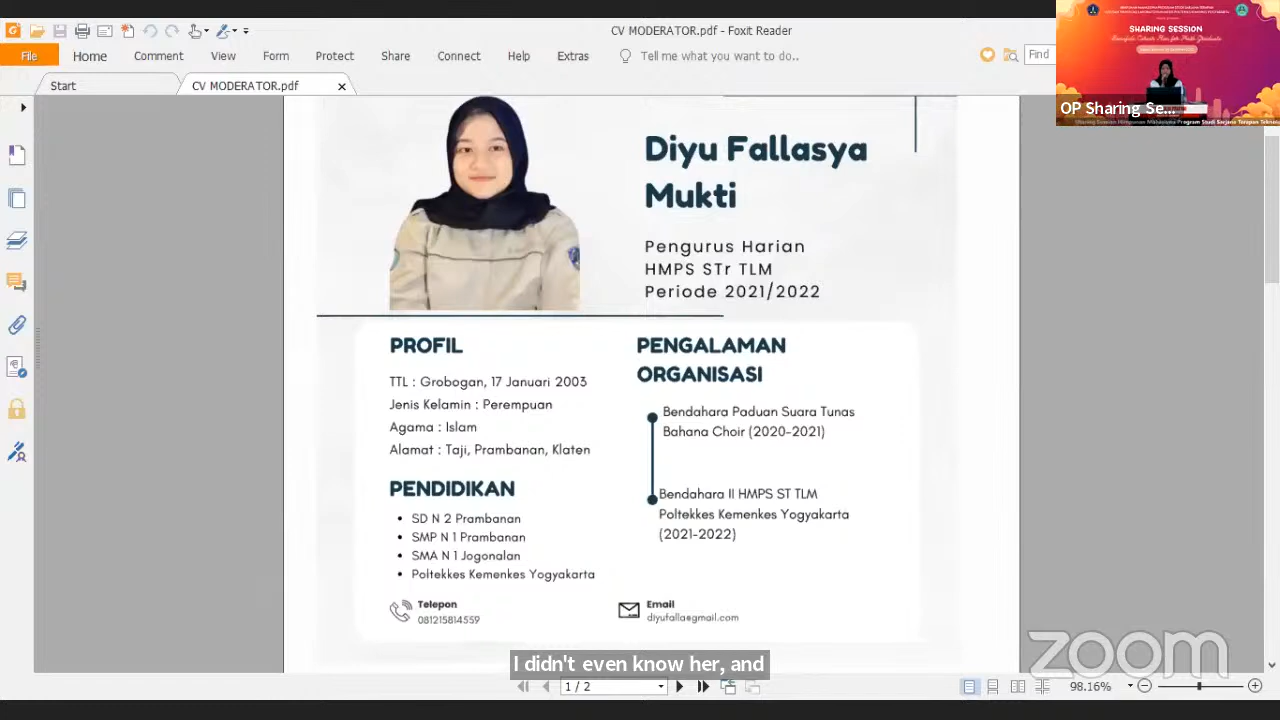 CV MODERATOR.pdf - Foxit Reader
File Home Comment View Form Protect Share Connect Help Extras Tell me what you want to do.. Find
Start CV MODERATOR.pdf
SHARING SESSION
OP Sharing Se...
Diyu Fallasya
Mukti
Pengurus Harian
HMPS STr TLM
Periode 2021/2022
PROFIL
TTL : Grobogan, 17 Januari 2003
Jenis Kelamin : Perempuan
Agama : Islam
Alamat : Taji, Prambanan, Klaten
PENDIDIKAN
• SD N 2 Prambanan
• SMP N 1 Prambanan
• SMA N 1 Jogonalan
• Poltekkes Kemenkes Yogyakarta
PENGALAMAN
ORGANISASI
Bendahara Paduan Suara Tunas
Bahana Choir (2020-2021)
Bendahara II HMPS ST TLM
Poltekkes Kemenkes Yogyakarta
(2021-2022)
Telepon
081215814559
Email
diyufalla@gmail.com
zoom
I didn't even know her, and
1 / 2
98.16%